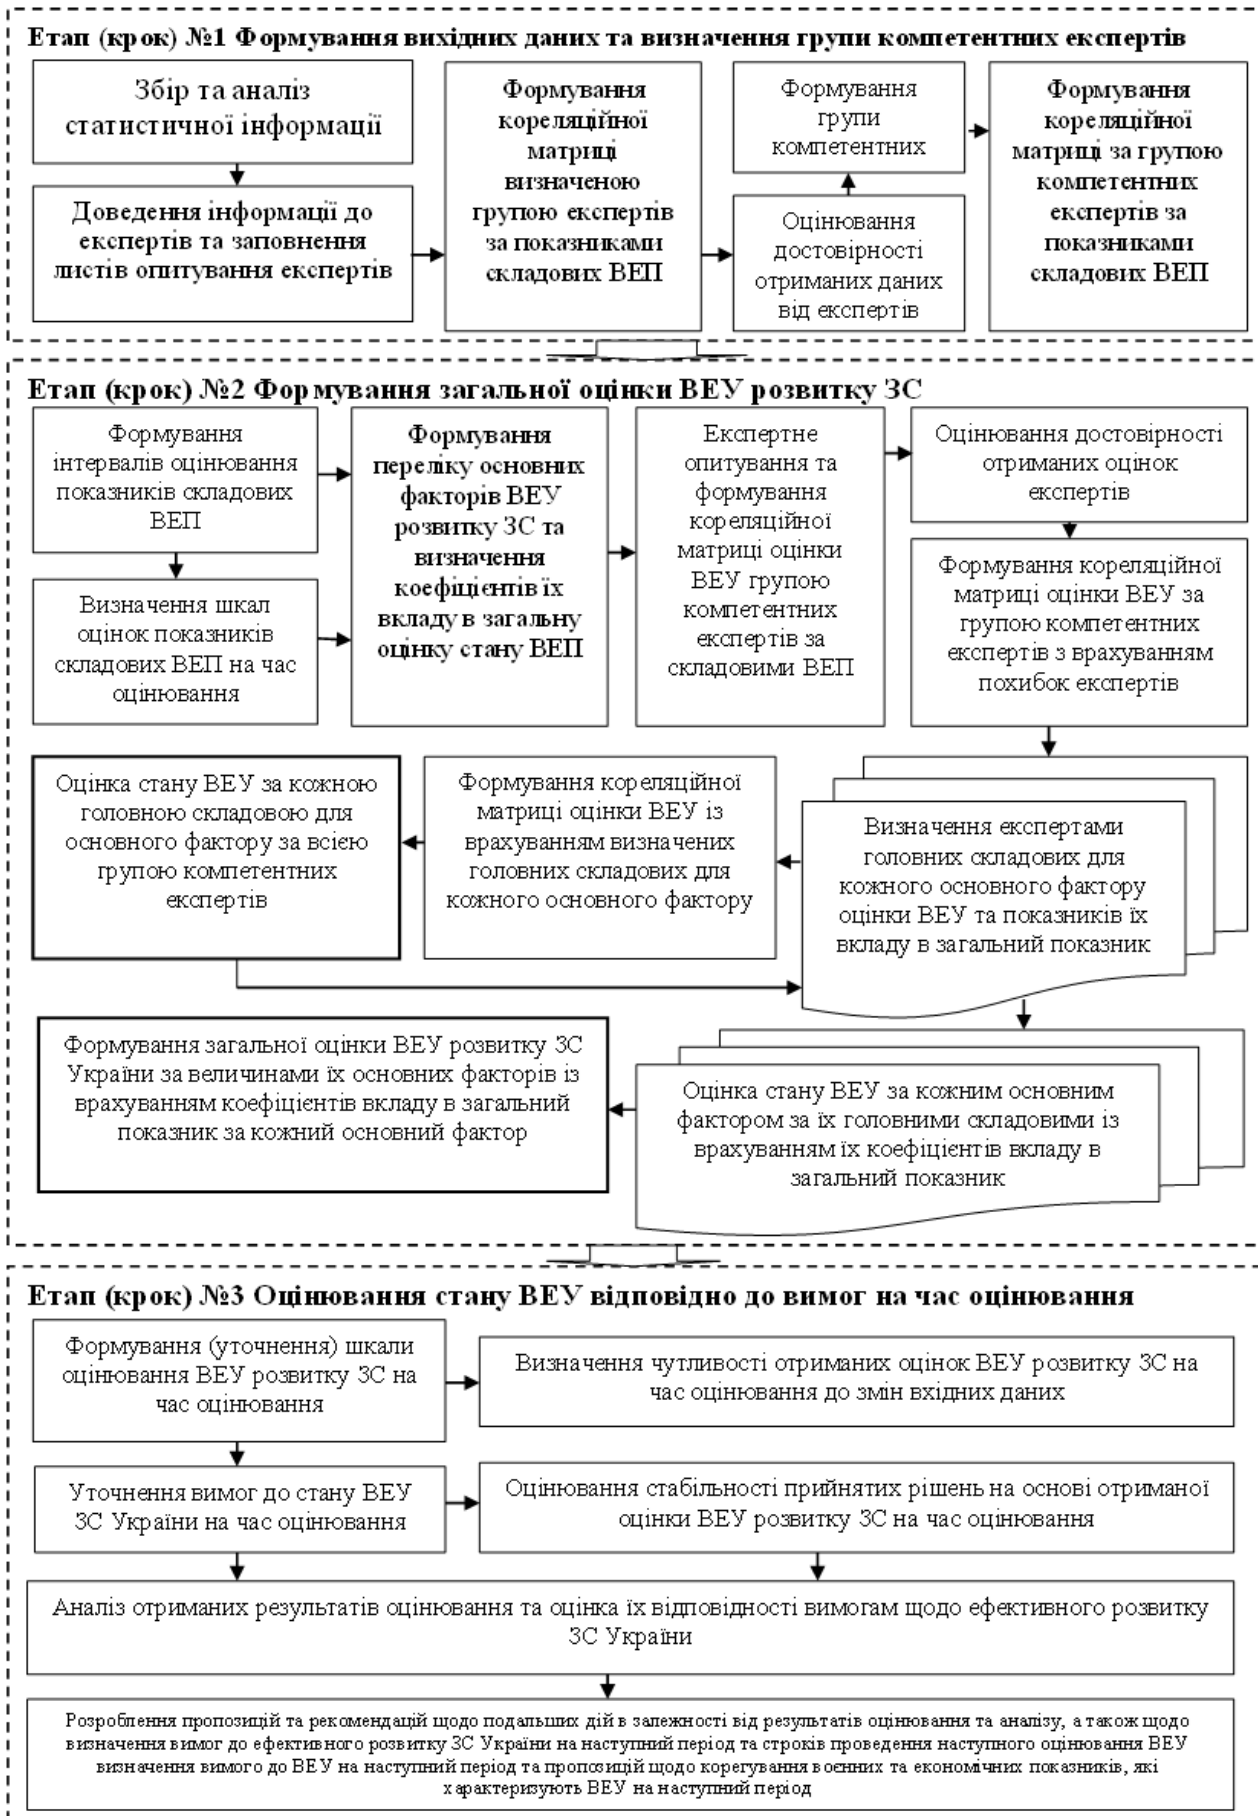 Етап (крок) №1 Формування вихідних даних та визначення групи компетентних експертів
Збір та аналіз
статистичної інформації
Доведення інформації до
експертів та заповнення
листів опитування експертів
Формування
кореляційної
матриці
визначеною
групою експертів
за показниками
складових ВЕП
Формування
групи
компетентних
Оцінювання
достовірності
отриманих даних
від експертів
Формування
кореляційної
матриці за групою
компетентних
експертів за
показниками
складових ВЕП
Етап (крок) №2 Формування загальної оцінки ВЕУ розвитку ЗС
Формування
інтервалів оцінювання
показників складових
ВЕП
Визначення шкал
оцінок показників
складових ВЕП на час
оцінювання
Формування
переліку основних
факторів ВЕУ
розвитку ЗС та
визначення
коефіцієнтів їх
вкладу в загальну
оцінку стану ВЕП
Експертне
опитування та
формування
кореляційної
матриці оцінки
ВЕУ групою
компетентних
експертів за
складовими ВЕП
Оцінювання достовірності
отриманих оцінок
експертів
Формування кореляційної
матриці оцінки ВЕУ за
групою компетентних
експертів з врахуванням
похибок експертів
Оцінка стану ВЕУ за кожною
головною складовою для
основного фактору за всією
групою компетентних
експертів
Формування кореляційної
матриці оцінки ВЕУ із
врахуванням визначених
головних складових для
кожного основного фактору
Визначення експертами
головних складових для
кожного основного фактору
оцінки ВЕУ та показників їх
вкладу в загальний показник
Формування загальної оцінки ВЕУ розвитку ЗС
України за величинами їх основних факторів із
врахуванням коефіцієнтів вкладу в загальний
показник за кожний основний фактор
Оцінка стану ВЕУ за кожним основним
фактором за їх головними складовими із
врахуванням їх коефіцієнтів вкладу в
загальний показник
Етап (крок) №3 Оцінювання стану ВЕУ відповідно до вимог на час оцінювання
Формування (уточнення) шкали
оцінювання ВЕУ розвитку ЗС на
час оцінювання
Визначення чутливості отриманих оцінок ВЕУ розвитку ЗС на
час оцінювання до змін вхідних даних
Уточнення вимог до стану ВЕУ
ЗС України на час оцінювання
Оцінювання стабільності прийнятих рішень на основі отриманої
оцінки ВЕУ розвитку ЗС на час оцінювання
Аналіз отриманих результатів оцінювання та оцінка їх відповідності вимогам щодо ефективного розвитку
ЗС України
Розроблення пропозицій та рекомендацій щодо подальших дій в залежності від результатів оцінювання та аналізу, а також щодо
визначення вимог до ефективного розвитку ЗС України на наступний період та строків проведення наступного оцінювання ВЕУ
визначення вимого до ВЕУ на наступний період та пропозицій щодо корегування воєнних та економічних показників, які
характеризують ВЕУ на наступний період